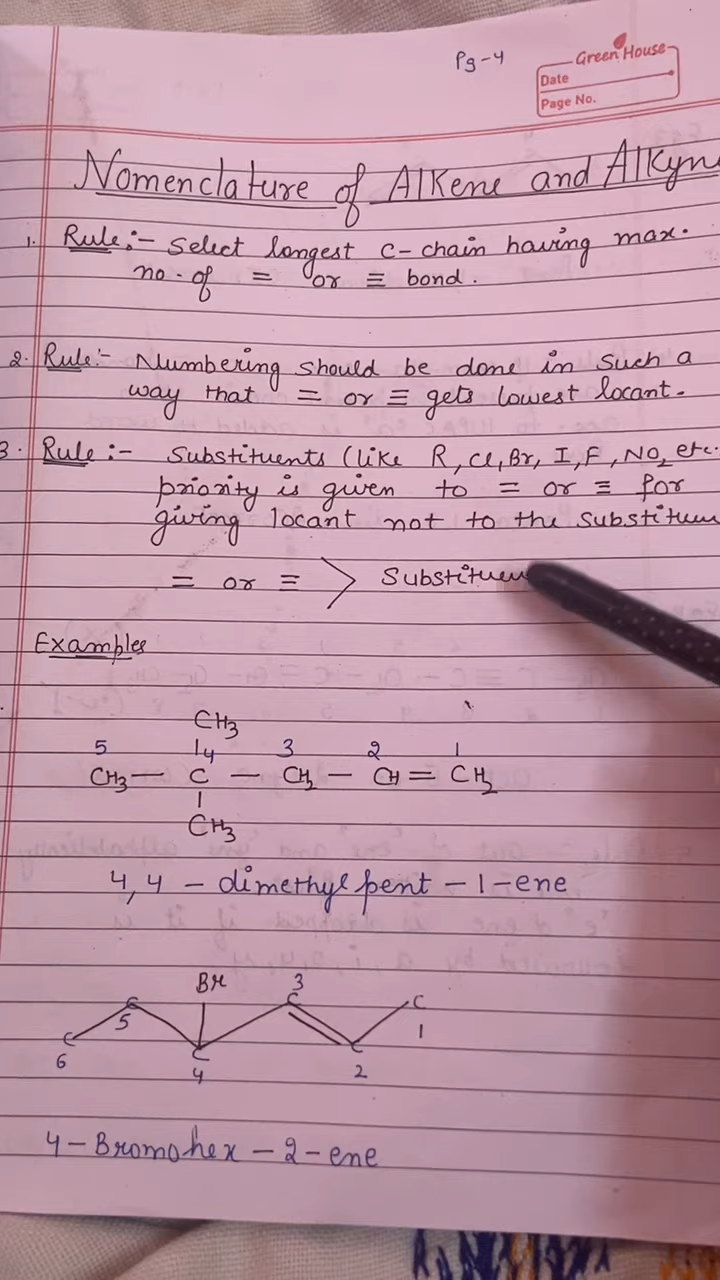 Pg-4
Green House
Date
Page No.
Nomenclature of Alkene and Alkyn
1. Rule:- Select longest C-chain having max.
no. of = or ≡ bond.
2. Rule:- Numbering should be done in such a
way that = or ≡ gets lowest locant.
3. Rule:- Substituents (like R, Cl, Br, I, F, NO2 etc.
priority is given to = or ≡ for
giving locant not to the substituen
= or ≡ > Substituen
Examples
CH3
5 4 3 2 1
CH3 — C — CH2 — CH = CH2
CH3
4,4 - dimethyl pent - 1 - ene
Br 3
C C C
5 1
C C C
6 4 2
4 - Bromohex - 2 - ene